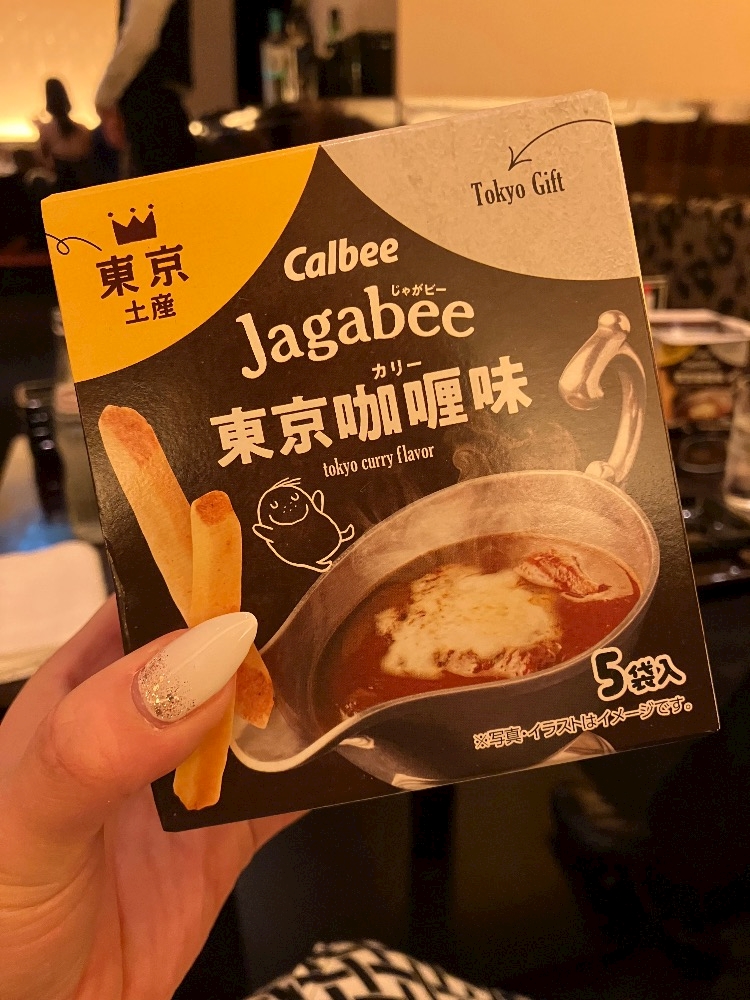 東京
土産
Tokyo Gift
Calbee
じゃがビー
Jagabee
カリー
東京咖喱味
tokyo curry flavor
5袋入
※写真・イラストはイメージです。